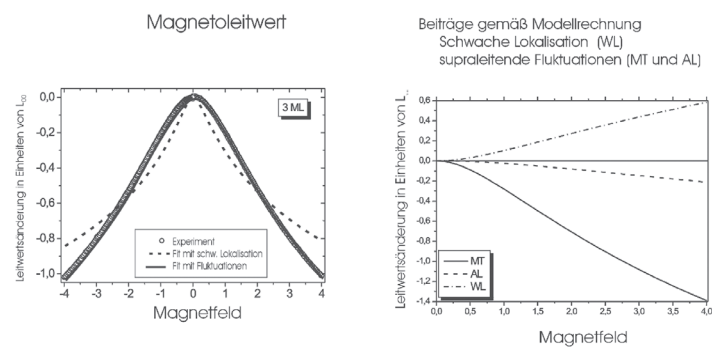 Magnetoleitwert
Leitwertsänderung in Einheiten von L₀₀
0,0
-0,2
-0,4
-0,6
-0,8
-1,0
3 ML
Experiment
Fit mit schw. Lokalisation
Fit mit Fluktuationen
-4 -3 -2 -1 0 1 2 3 4
Magnetfeld
Beiträge gemäß Modellrechnung
Schwache Lokalisation (WL)
supraleitende Fluktuationen (MT und AL)
Leitwertsänderung in Einheiten von L
0,6
0,4
0,2
0,0
-0,2
-0,4
-0,6
-0,8
-1,0
-1,2
-1,4
MT
AL
WL
0,0 0,5 1,0 1,5 2,0 2,5 3,0 3,5 4,0
Magnetfeld